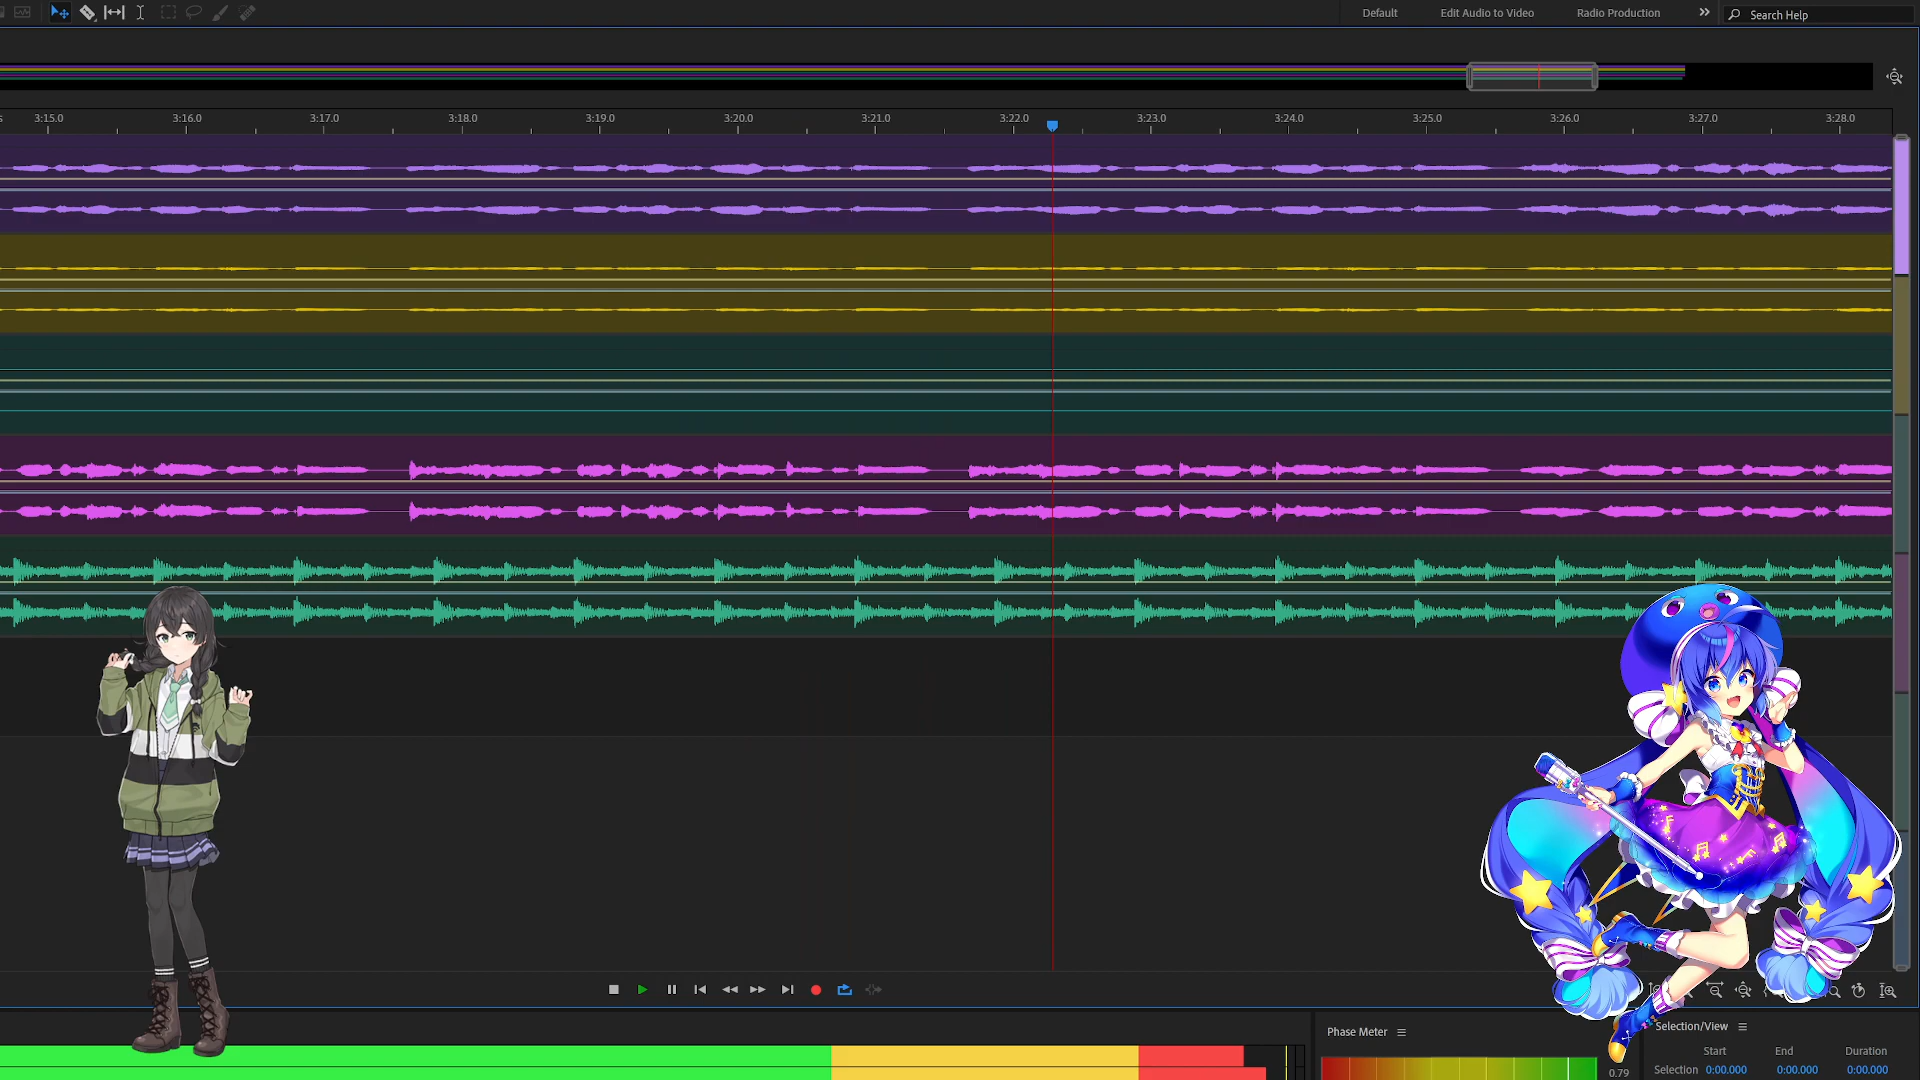 Default Edit Audio to Video Radio Production Search Help
s 3:15.0 3:16.0 3:17.0 3:18.0 3:19.0 3:20.0 3:21.0 3:22.0 3:23.0 3:24.0 3:25.0 3:26.0 3:27.0 3:28.0
Phase Meter
0.79
Selection/View
Start End Duration
Selection 0:00.000 0:00.000 0:00.000